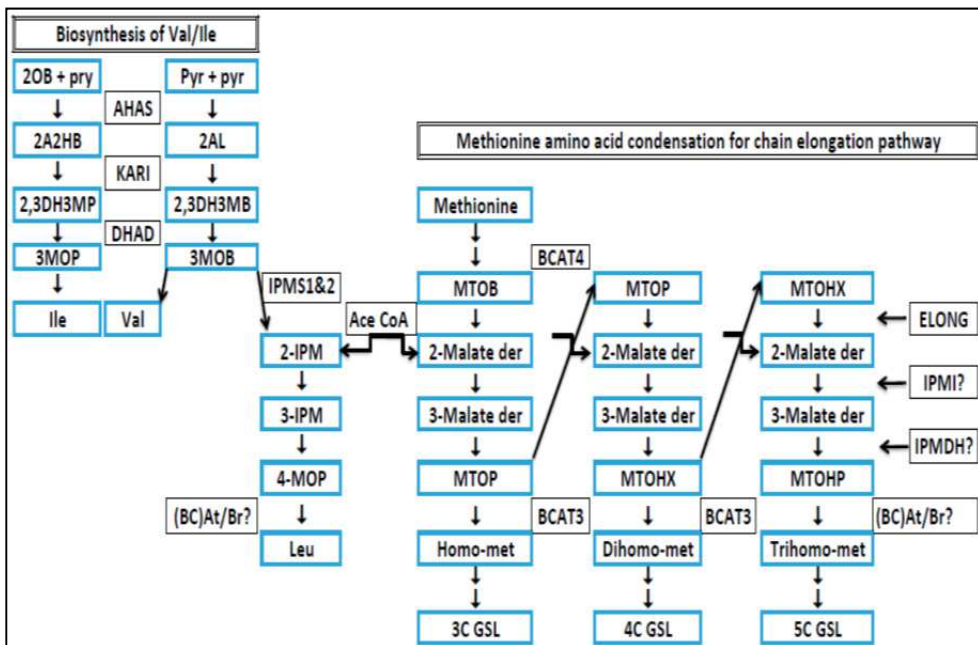 Biosynthesis of Val/Ile
2OB + pry
Pyr + pyr
AHAS
2A2HB
2AL
Methionine amino acid condensation for chain elongation pathway
KARI
2,3DH3MP
2,3DH3MB
Methionine
DHAD
3MOP
3MOB
BCAT4
IPMS1&2
MTOB
MTOP
MTOHX
Ile
Val
Ace CoA
ELONG
2-IPM
2-Malate der
2-Malate der
2-Malate der
IPMI?
3-IPM
3-Malate der
3-Malate der
3-Malate der
IPMDH?
4-MOP
MTOP
MTOHX
MTOHP
(BC)At/Br?
BCAT3
BCAT3
(BC)At/Br?
Leu
Homo-met
Dihomo-met
Trihomo-met
3C GSL
4C GSL
5C GSL